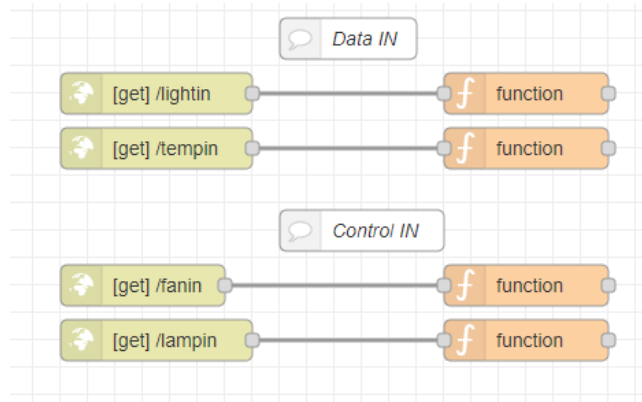 Data IN
[get] /lightin function
[get] /tempin function
Control IN
[get] /fanin function
[get] /lampin function